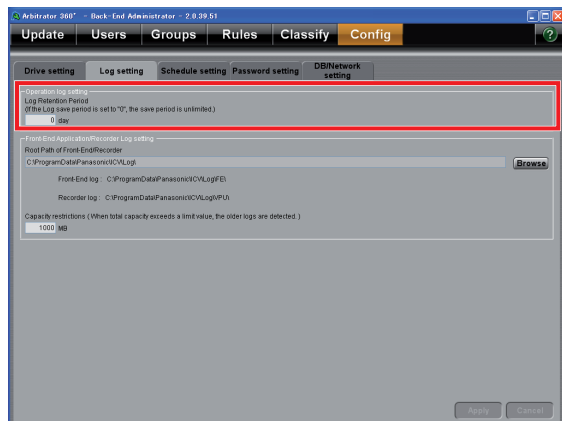 Arbitrator 360° - Back-End Administrator - 2.0.39.51
Update Users Groups Rules Classify Config ?
Drive setting Log setting Schedule setting Password setting DB/Network setting
Operation log setting
Log Retention Period
(If the Log save period is set to "0", the save period is unlimited.)
0 day
Front-End Application/Recorder Log setting
Root Path of Front-End/Recorder
C:\ProgramData\Panasonic\ICV\Log\ Browse
Front-End log : C:\ProgramData\Panasonic\ICV\Log\FE\
Recorder log : C:\ProgramData\Panasonic\ICV\Log\VPU\
Capacity restrictions ( When total capacity exceeds a limit value, the older logs are detected. )
1000 MB
Apply Cancel